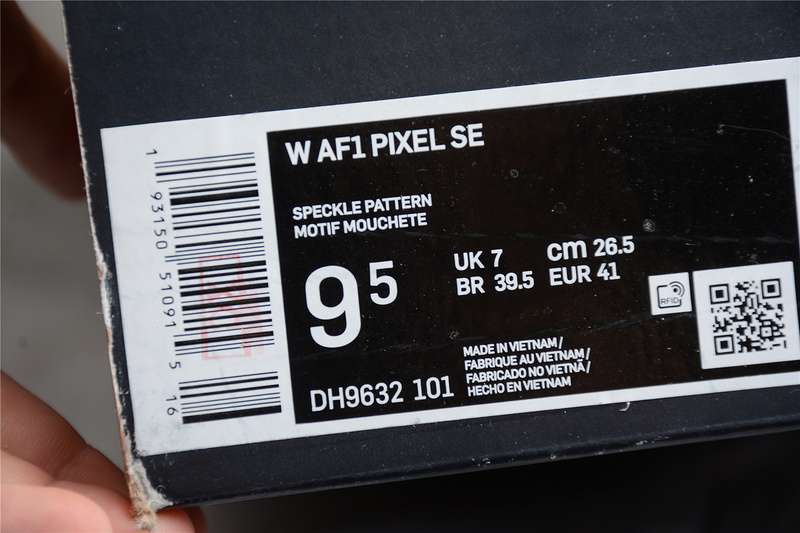 W AF1 PIXEL SE
SPECKLE PATTERN
MOTIF MOUCHETE
9 5
UK 7
cm 26.5
BR 39.5
EUR 41
RFID
DH9632 101
MADE IN VIETNAM /
FABRIQUE AU VIETNAM /
FABRICADO NO VIETNÃ /
HECHO EN VIETNAM
1 93150 51091 5 16